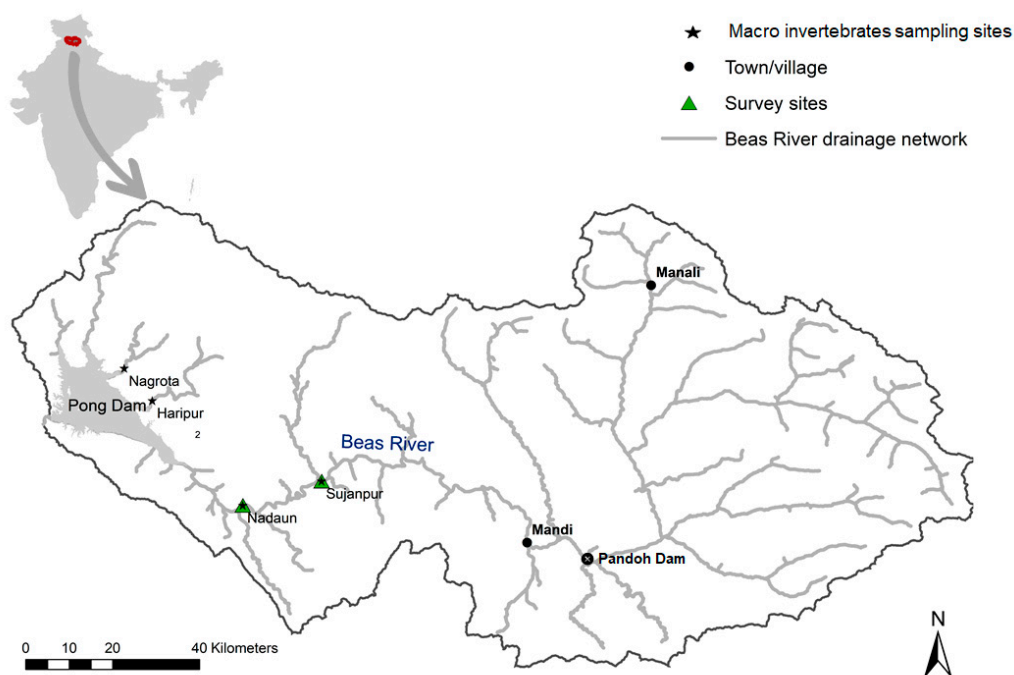 Macro invertebrates sampling sites
Town/village
Survey sites
Beas River drainage network
Manali
Nagrota
Pong Dam
Haripur
2
Beas River
Sujanpur
Nadaun
Mandi
Pandoh Dam
0 10 20 40 Kilometers
N